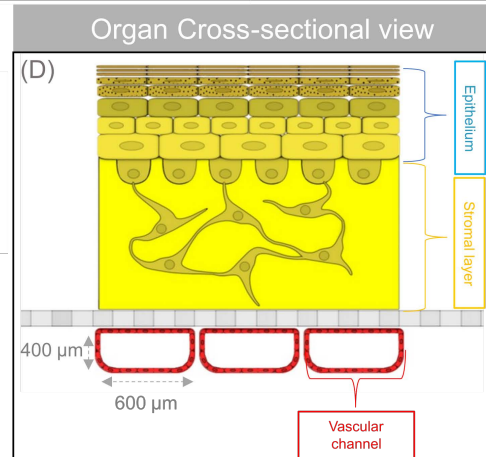 Organ Cross-sectional view
(D)
Epithelium
Stromal layer
400 µm
600 µm
Vascular
channel